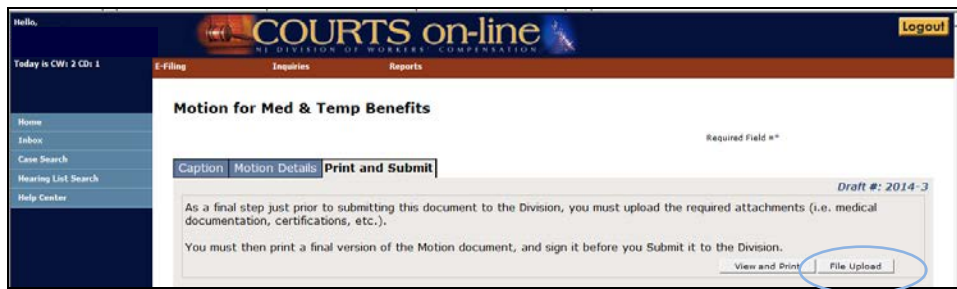 Hello,
COURTS on-line
NJ DIVISION OF WORKERS' COMPENSATION
Logout
Today is CW: 2 CD: 1
E-Filing Inquiries Reports
Motion for Med & Temp Benefits
Home
Required Field =*
Inbox
Case Search
Caption Motion Details Print and Submit
Hearing List Search
Draft #: 2014-3
Help Center
As a final step just prior to submitting this document to the Division, you must upload the required attachments (i.e. medical
documentation, certifications, etc.).
You must then print a final version of the Motion document, and sign it before you Submit it to the Division.
View and Print File Upload